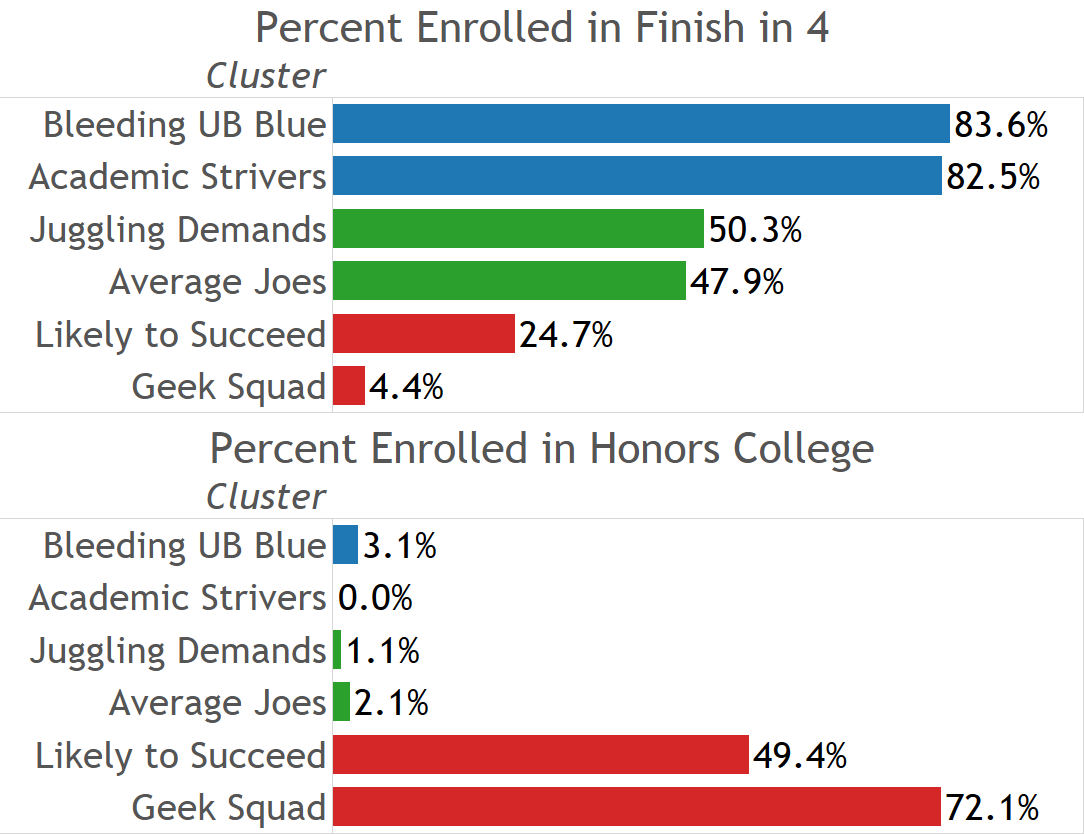 Percent Enrolled in Finish in 4
Cluster
Bleeding UB Blue 83.6%
Academic Strivers 82.5%
Juggling Demands 50.3%
Average Joes 47.9%
Likely to Succeed 24.7%
Geek Squad 4.4%
Percent Enrolled in Honors College
Cluster
Bleeding UB Blue 3.1%
Academic Strivers 0.0%
Juggling Demands 1.1%
Average Joes 2.1%
Likely to Succeed 49.4%
Geek Squad 72.1%